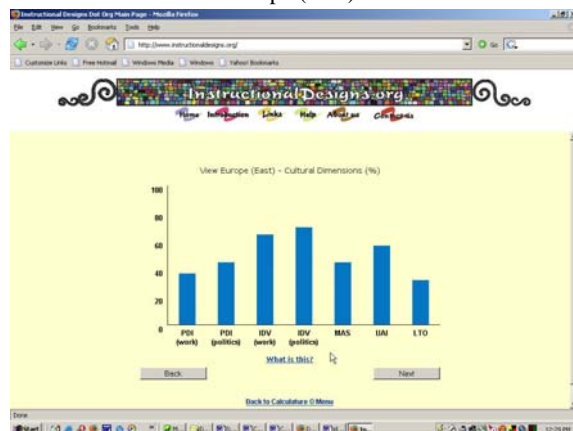 Instructional Designs Dot Org Main Page - Mozilla Firefox
File Edit View Go Bookmarks Tools Help
http://www.instructionaldesigns.org/
Customize Links Free Hotmail Windows Media Windows Yahoo! Bookmarks
InstructionalDesigns.org
Home Introduction Links Help About us Contact us
View Europe (East) - Cultural Dimensions (%)
100
80
60
40
20
0
PDI (work) PDI (politics) IDV (work) IDV (politics) MAS UAI LTO
What is this?
Back Next
Back to Calculature © Menu
Done
Start